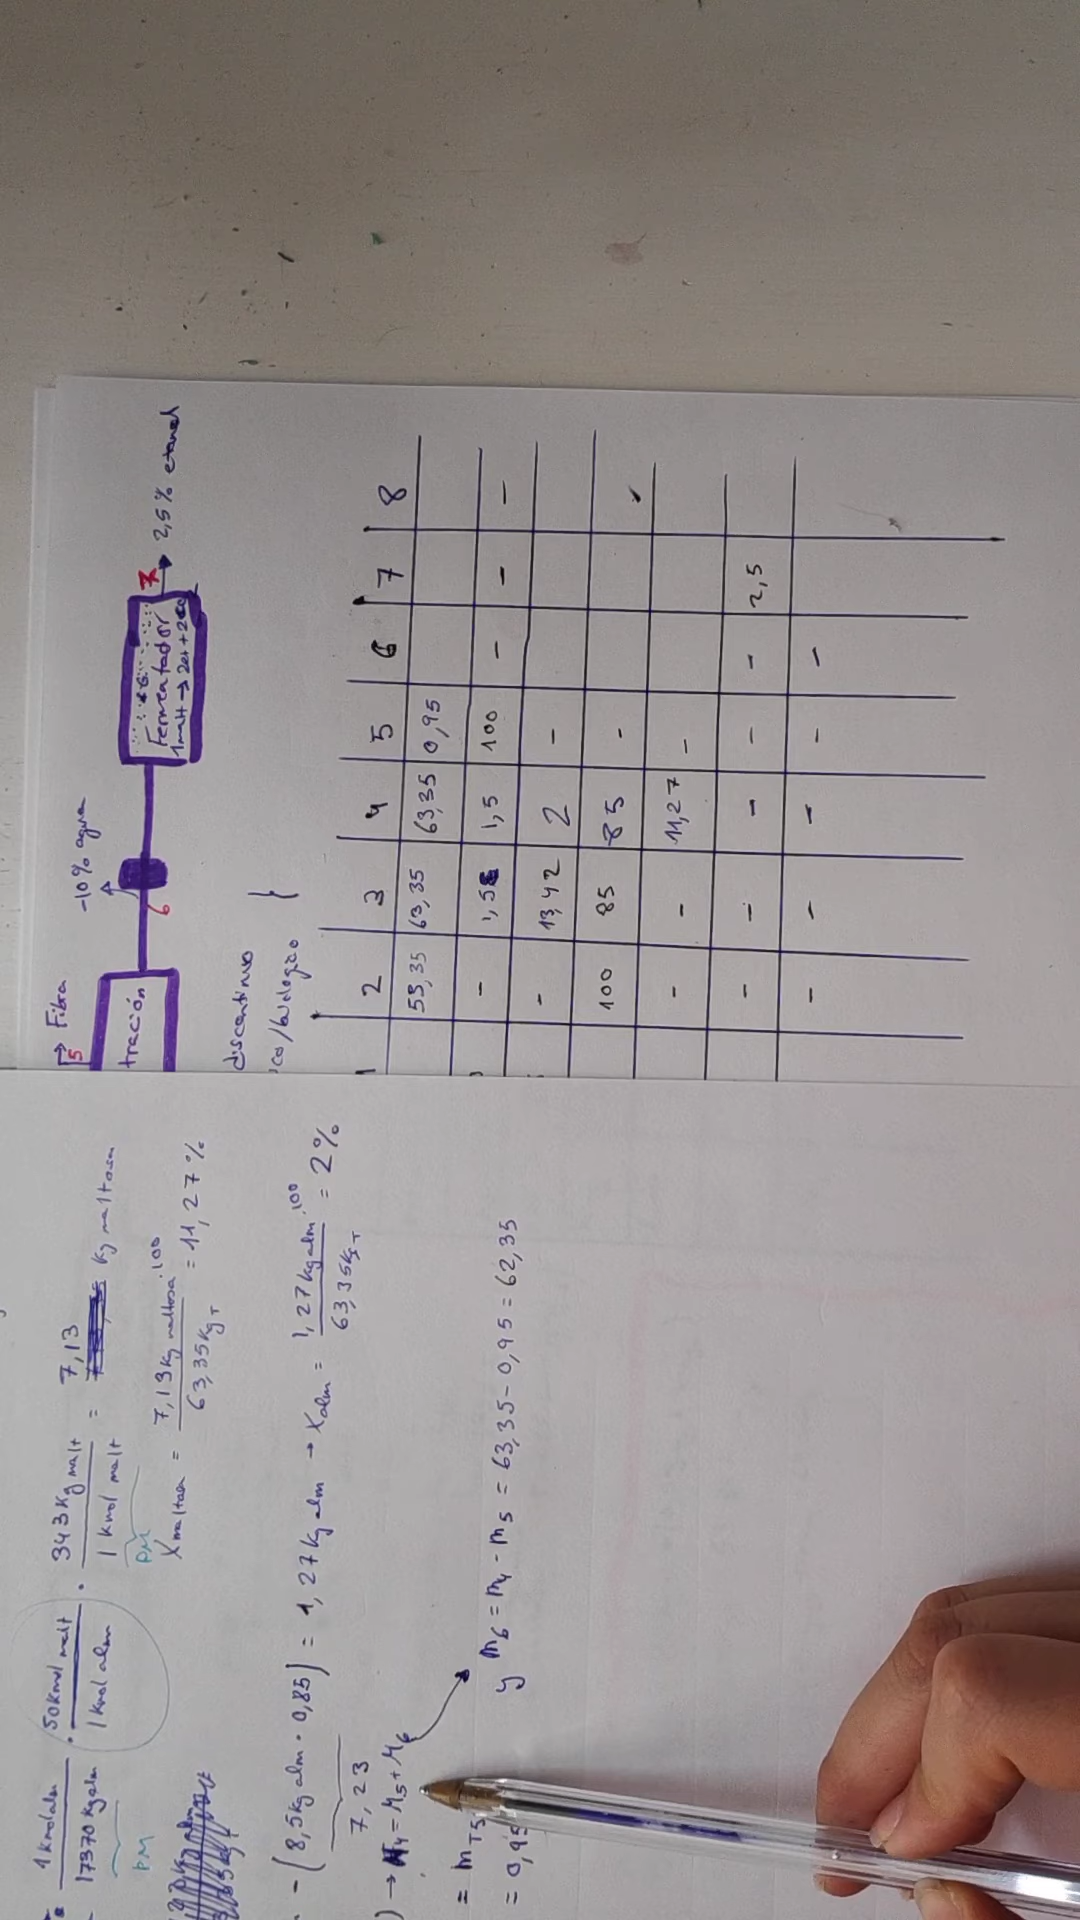 5 → Fibra
tración
-10% agua
6
Fermentador
1malt → 2et + 2CO2
7
2,5% etanol
discontinuo
ico/biológico }
1 2 3 4 5 6 7 8
53,35 63,35 63,35 0,95
- 1,5 1,5 100 - - -
- 13,42 2 -
100 85 85 -
- - 11,27 -
- - - - - 2,5
- - - - -
1 kmol alm / 17370 kg alm · 50 kmol malt / 1 kmol alm · 343 kg malt / 1 kmol malt = 7,13 kg maltosa
PM
PM
X maltosa = 7,13 kg maltosa · 100 / 63,35 kg T = 11,27%
- (8,5 kg alm · 0,85) = 1,27 kg alm → X alm = 1,27 kg alm · 100 / 63,35 kg T = 2%
7,23
) → M4 = M5 + M6
= m T5
= 0,95
y m6 = m4 - m5 = 63,35 - 0,95 = 62,35